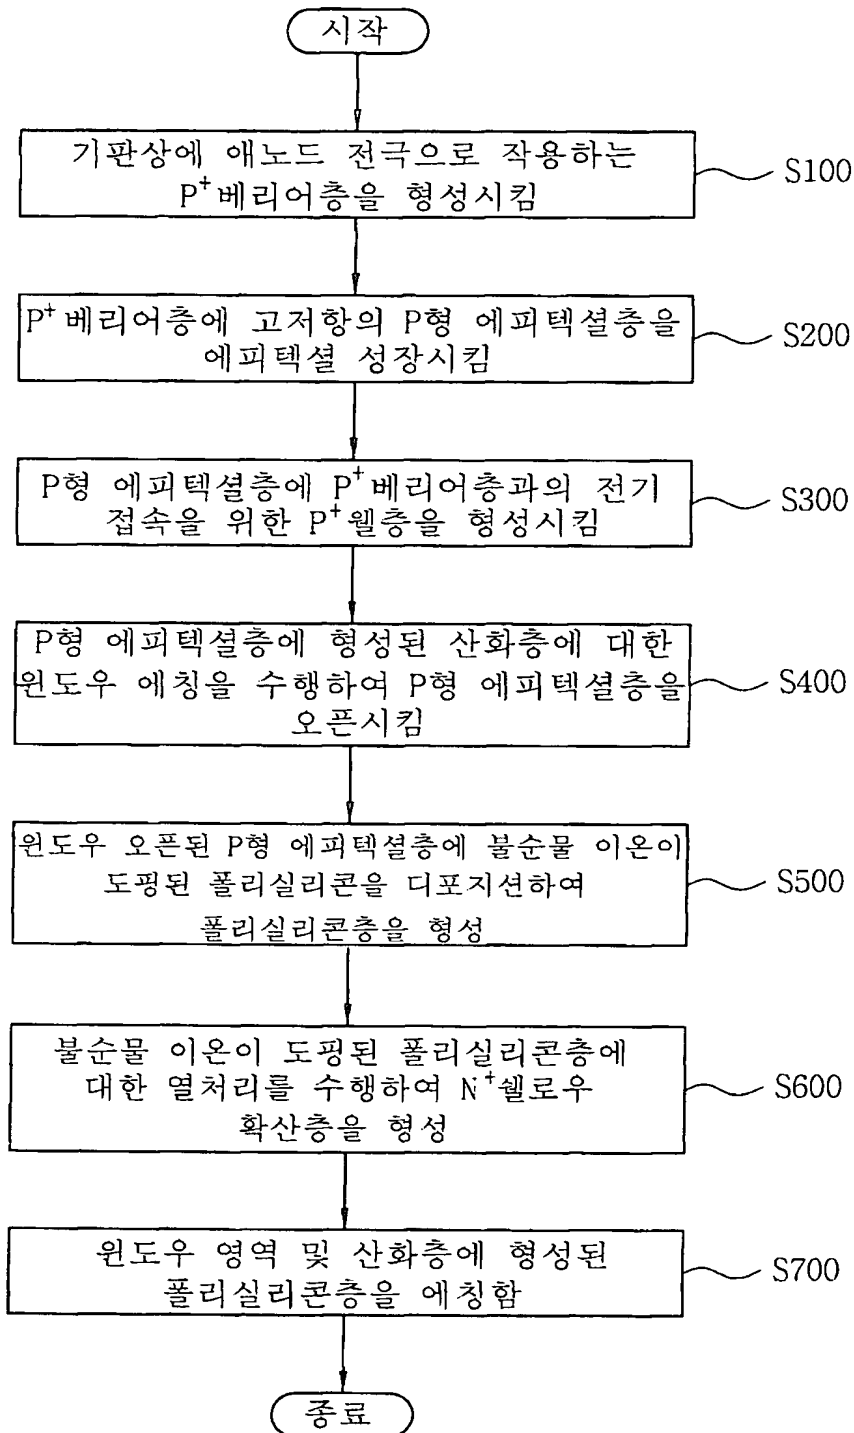 시작
기판상에 애노드 전극으로 작용하는
P⁺베리어층을 형성시킴
S100
P⁺베리어층에 고저항의 P형 에피텍셜층을
에피텍셜 성장시킴
S200
P형 에피텍셜층에 P⁺베리어층과의 전기
접속을 위한 P⁺웰층을 형성시킴
S300
P형 에피텍셜층에 형성된 산화층에 대한
윈도우 에칭을 수행하여 P형 에피텍셜층을
오픈시킴
S400
윈도우 오픈된 P형 에피텍셜층에 불순물 이온이
도핑된 폴리실리콘을 디포지션하여
폴리실리콘층을 형성
S500
불순물 이온이 도핑된 폴리실리콘층에
대한 열처리를 수행하여 N⁺쉘로우
확산층을 형성
S600
윈도우 영역 및 산화층에 형성된
폴리실리콘층을 에칭함
S700
종료